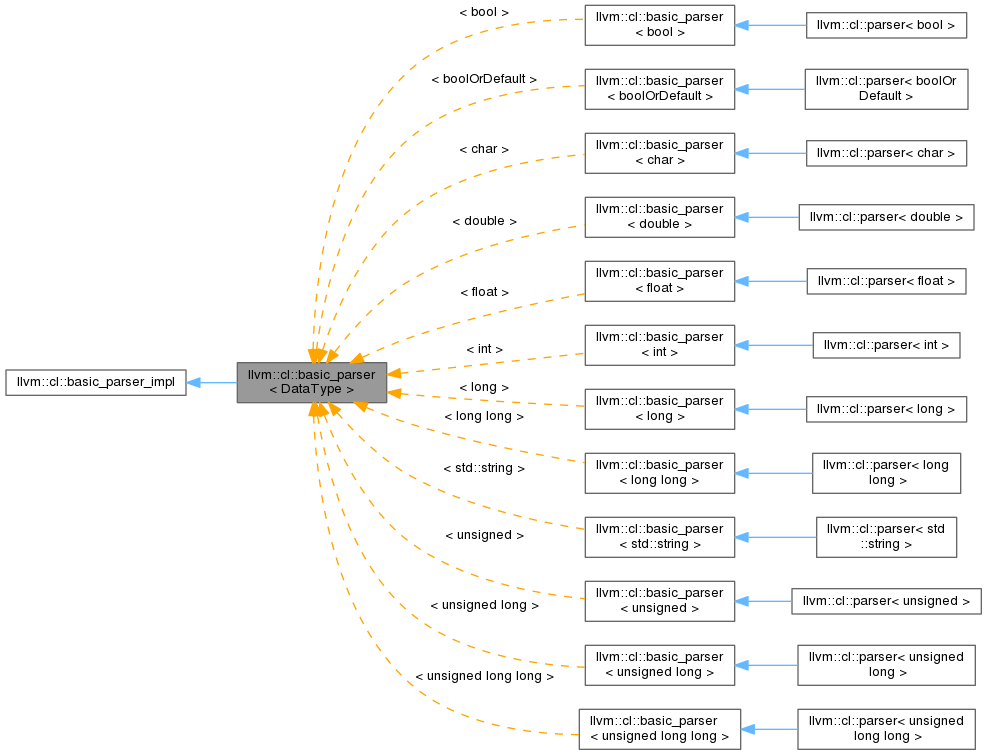 < bool >
llvm::cl::basic_parser
< bool >
llvm::cl::parser< bool >
< boolOrDefault >
llvm::cl::basic_parser
< boolOrDefault >
llvm::cl::parser< boolOr
Default >
< char >
llvm::cl::basic_parser
< char >
llvm::cl::parser< char >
< double >
llvm::cl::basic_parser
< double >
llvm::cl::parser< double >
< float >
llvm::cl::basic_parser
< float >
llvm::cl::parser< float >
< int >
llvm::cl::basic_parser
< int >
llvm::cl::parser< int >
llvm::cl::basic_parser_impl
llvm::cl::basic_parser
< DataType >
< long >
llvm::cl::basic_parser
< long >
llvm::cl::parser< long >
< long long >
llvm::cl::basic_parser
< long long >
llvm::cl::parser< long
long >
< std::string >
llvm::cl::basic_parser
< std::string >
llvm::cl::parser< std
::string >
< unsigned >
llvm::cl::basic_parser
< unsigned >
llvm::cl::parser< unsigned >
< unsigned long >
llvm::cl::basic_parser
< unsigned long >
llvm::cl::parser< unsigned
long >
< unsigned long long >
llvm::cl::basic_parser
< unsigned long long >
llvm::cl::parser< unsigned
long long >